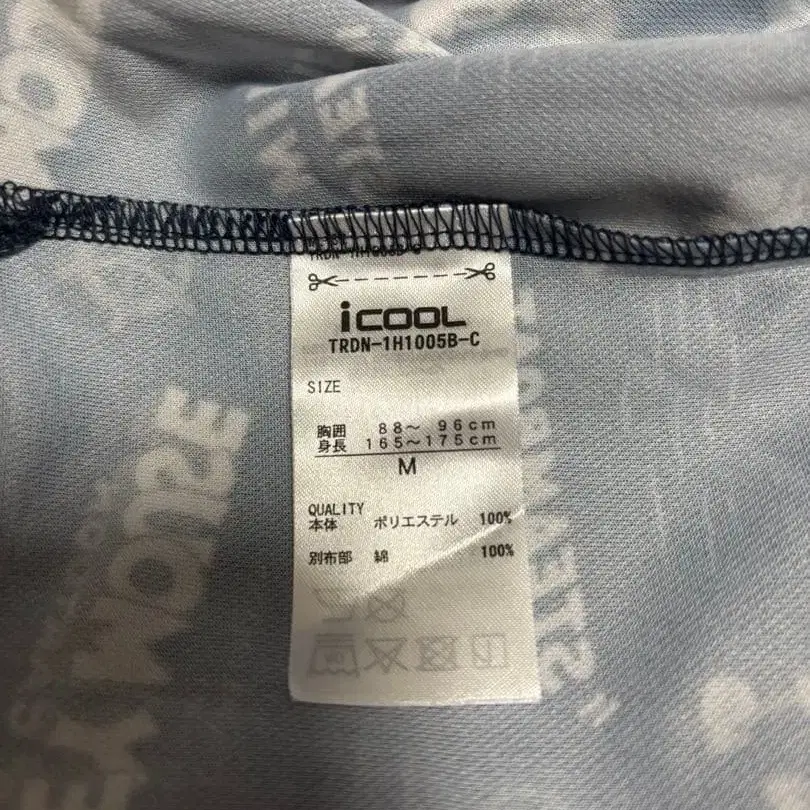 iCOOL
TRDN-1H1005B-C
SIZE
胸囲 88～ 96cm
身長 165～175cm
M
QUALITY
本体 ポリエステル 100%
別布部 綿 100%